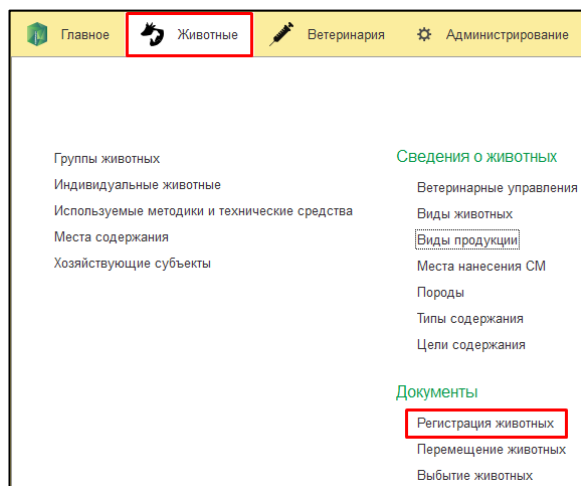 Главное Животные Ветеринария Администрирование
Группы животных
Индивидуальные животные
Используемые методики и технические средства
Места содержания
Хозяйствующие субъекты
Сведения о животных
Ветеринарные управления
Виды животных
Виды продукции
Места нанесения СМ
Породы
Типы содержания
Цели содержания
Документы
Регистрация животных
Перемещение животных
Выбытие животных